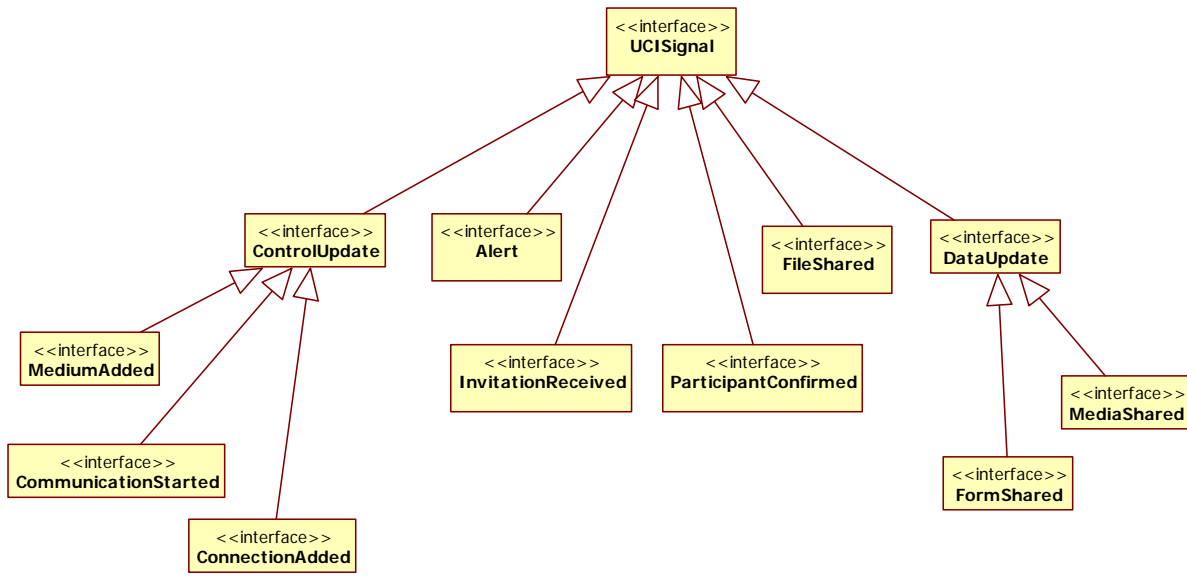 <<interface>>
UCISignal
<<interface>>
ControlUpdate
<<interface>>
Alert
<<interface>>
FileShared
<<interface>>
DataUpdate
<<interface>>
MediumAdded
<<interface>>
InvitationReceived
<<interface>>
ParticipantConfirmed
<<interface>>
MediaShared
<<interface>>
CommunicationStarted
<<interface>>
FormShared
<<interface>>
ConnectionAdded